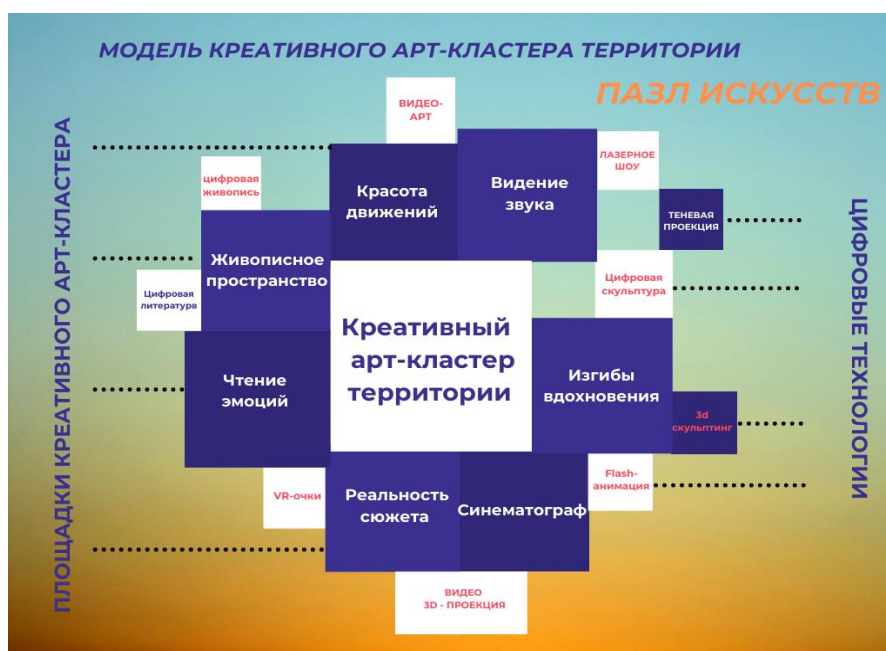 МОДЕЛЬ КРЕАТИВНОГО АРТ-КЛАСТЕРА ТЕРРИТОРИИ
ПАЗЛ ИСКУССТВ
ПЛОЩАДКИ КРЕАТИВНОГО АРТ-КЛАСТЕРА
ВИДЕО-
АРТ
Красота
движений
Видение
звука
ЛАЗЕРНОЕ
ШОУ
цифровая
живопись
ТЕНЕВАЯ
ПРОЕКЦИЯ
Живописное
пространство
Цифровая
скульптура
Цифровая
литературв
Креативный
арт-кластер
территории
Чтение
эмоций
Изгибы
вдохновения
3d
скульптинг
VR-очки
Реальность
сюжета
Синематограф
Flash-
анимация
ВИДЕО
3D - ПРОЕКЦИЯ
ЦИФРОВЫЕ ТЕХНОЛОГИИ